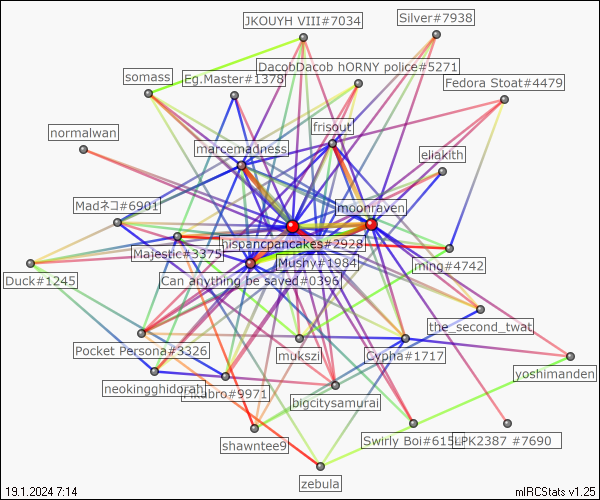 JKOUYH VIII#7034
Silver#7938
DacobDacob hORNY police#5271
somass
Eg.Master#1378
Fedora Stoat#4479
frisout
normalwan
marcemadness
eliakith
Madネコ#6901
moonraven
hispancpancakes#2928
Majestic#3375
Mushy#1984
ming#4742
Duck#1245
Can anything be saved#0396
the_second_twat
Pocket Persona#3326
mukszi
Cypha#1717
yoshimanden
neokingghidorah
Pikabro#9971
bigcitysamurai
shawntee9
Swirly Boi#615
LPK2387 #7690
zebula
19.1.2024 7:14
mIRCStats v1.25